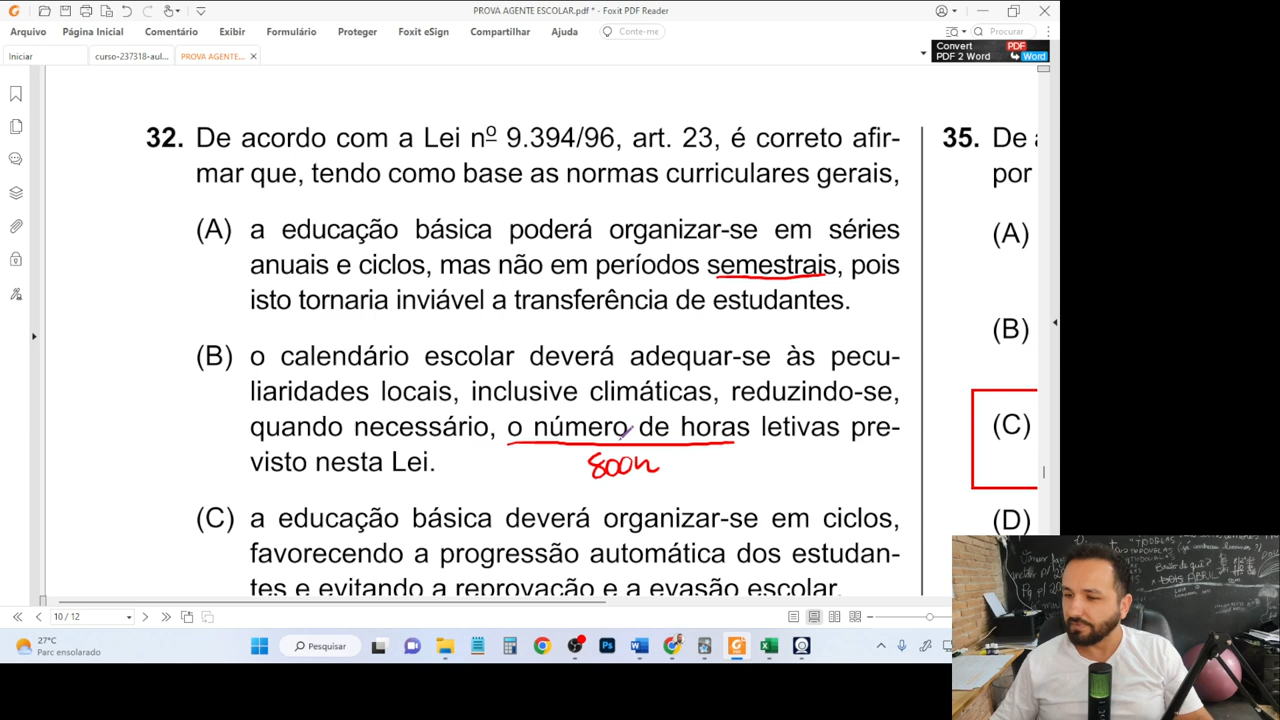 PROVA AGENTE ESCOLAR.pdf * - Foxit PDF Reader
Arquivo Página Inicial Comentário Exibir Formulário Proteger Foxit eSign Compartilhar Ajuda Conte-me Procurar
Iniciar curso-237318-aul... PROVA AGENTE...
Convert PDF
PDF 2 Word Word
32. De acordo com a Lei nº 9.394/96, art. 23, é correto afir-
mar que, tendo como base as normas curriculares gerais,
(A) a educação básica poderá organizar-se em séries
anuais e ciclos, mas não em períodos semestrais, pois
isto tornaria inviável a transferência de estudantes.
(B) o calendário escolar deverá adequar-se às pecu-
liaridades locais, inclusive climáticas, reduzindo-se,
quando necessário, o número de horas letivas pre-
visto nesta Lei.
800h
(C) a educação básica deverá organizar-se em ciclos,
favorecendo a progressão automática dos estudan-
tes e evitando a reprovação e a evasão escolar.
35. De a
por
(A)
(B)
(C)
(D)
10 / 12
27°C
Parc ensolarado
Pesquisar